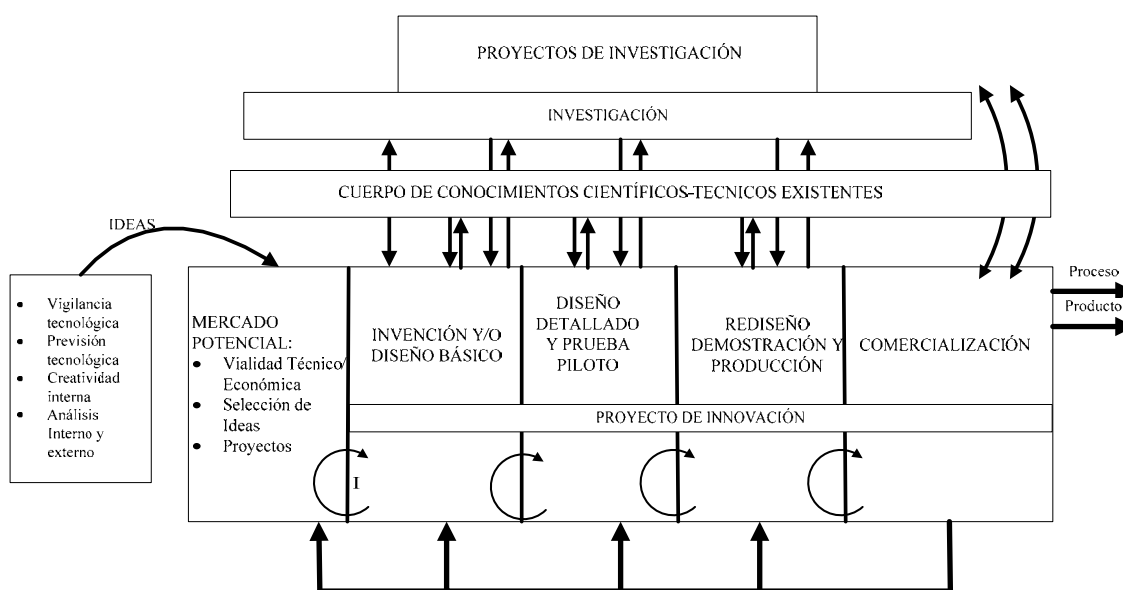 PROYECTOS DE INVESTIGACIÓN
INVESTIGACIÓN
CUERPO DE CONOCIMIENTOS CIENTÍFICOS-TECNICOS EXISTENTES
IDEAS
• Vigilancia
tecnológica
• Previsión
tecnológica
• Creatividad
interna
• Análisis
Interno y
externo
MERCADO
POTENCIAL:
• Vialidad Técnico/
Económica
• Selección de
Ideas
• Proyectos
INVENCIÓN Y/O
DISEÑO BÁSICO
DISEÑO
DETALLADO
Y PRUEBA
PILOTO
REDISEÑO
DEMOSTRACIÓN Y
PRODUCCIÓN
COMERCIALIZACIÓN
Proceso
Producto
PROYECTO DE INNOVACIÓN
I